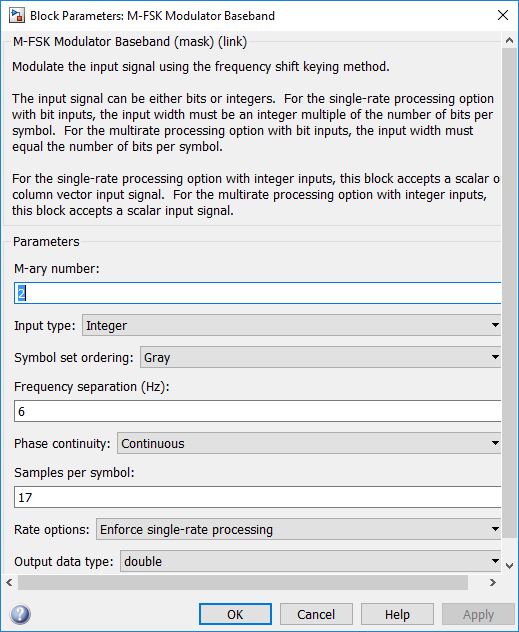 Block Parameters: M-FSK Modulator Baseband
M-FSK Modulator Baseband (mask) (link)
Modulate the input signal using the frequency shift keying method.
The input signal can be either bits or integers.  For the single-rate processing option
with bit inputs, the input width must be an integer multiple of the number of bits per
symbol.  For the multirate processing option with bit inputs, the input width must
equal the number of bits per symbol.
For the single-rate processing option with integer inputs, this block accepts a scalar o
column vector input signal.  For the multirate processing option with integer inputs,
this block accepts a scalar input signal.
Parameters
M-ary number:
2
Input type: Integer
Symbol set ordering: Gray
Frequency separation (Hz):
6
Phase continuity: Continuous
Samples per symbol:
17
Rate options: Enforce single-rate processing
Output data type: double
OK Cancel Help Apply